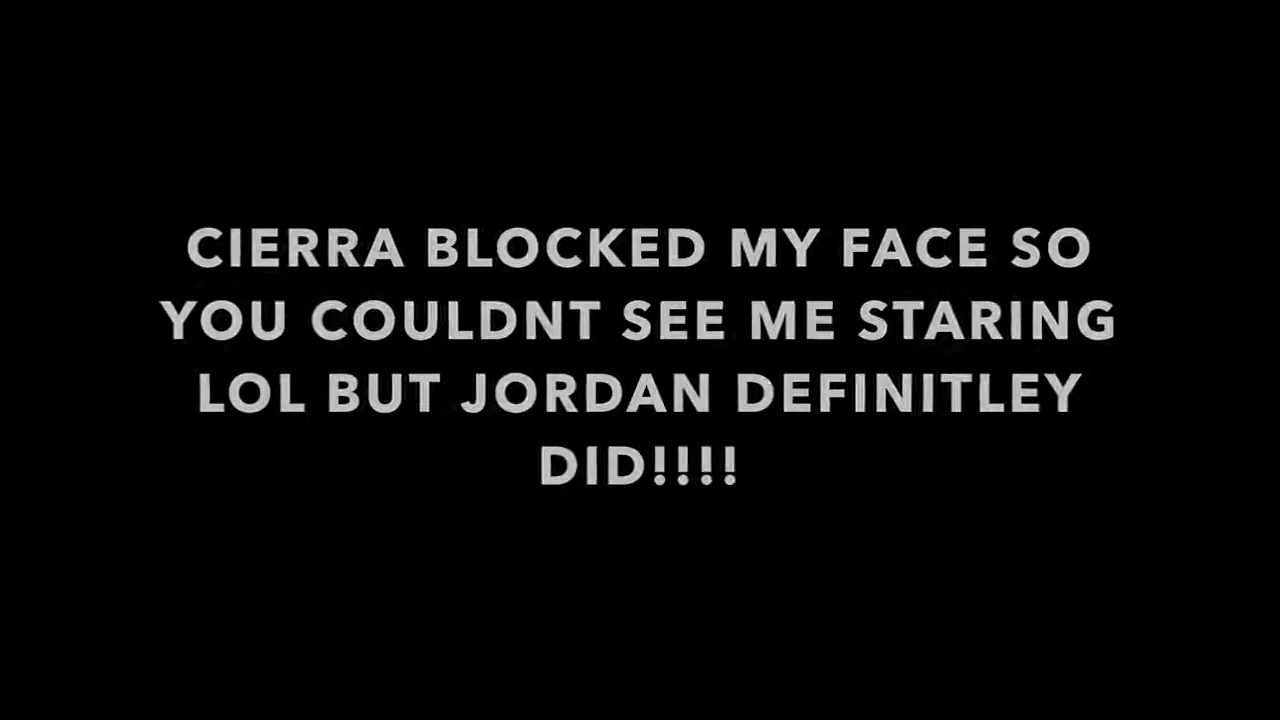 CIERRA BLOCKED MY FACE SO
YOU COULDNT SEE ME STARING
LOL BUT JORDAN DEFINITLEY
DID!!!!